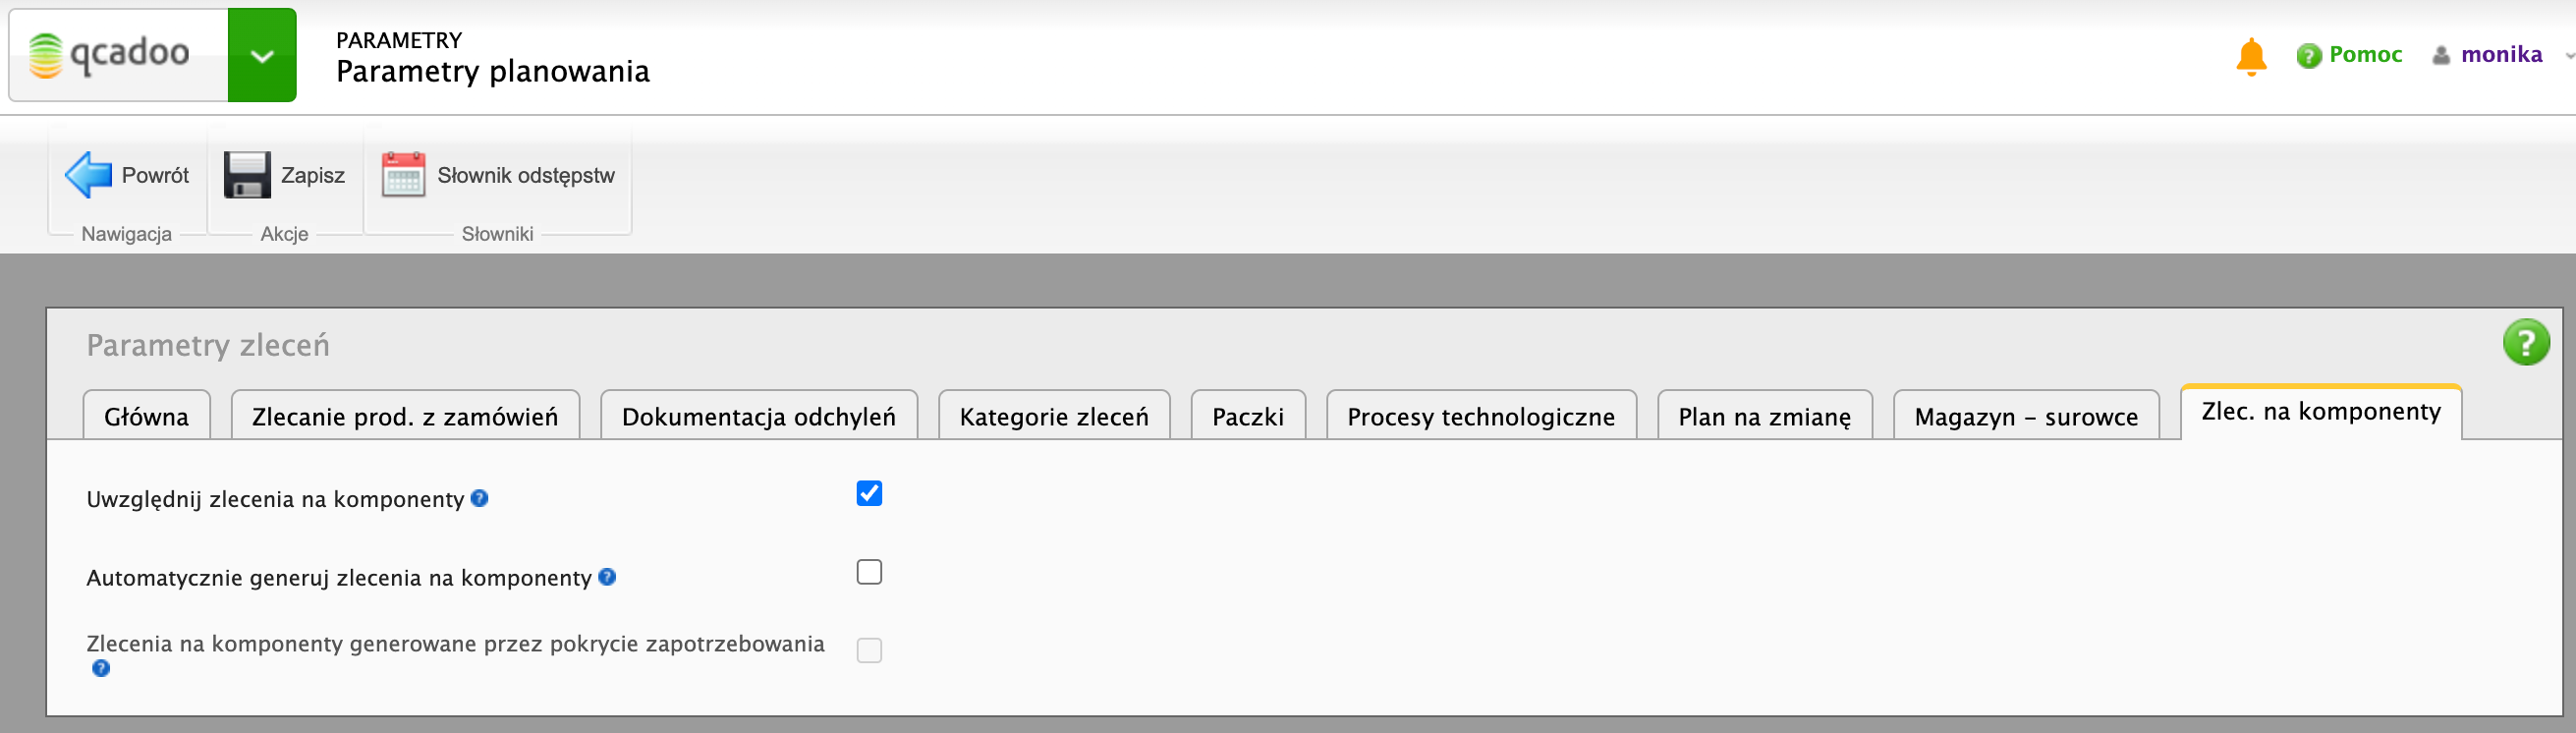 qcadoo
PARAMETRY
Parametry planowania
Pomoc
monika
Powrót
Zapisz
Słownik odstępstw
Nawigacja
Akcje
Słowniki
Parametry zleceń
?
Główna
Zlecanie prod. z zamówień
Dokumentacja odchyleń
Kategorie zleceń
Paczki
Procesy technologiczne
Plan na zmianę
Magazyn – surowce
Zlec. na komponenty
Uwzględnij zlecenia na komponenty ?
Automatycznie generuj zlecenia na komponenty ?
Zlecenia na komponenty generowane przez pokrycie zapotrzebowania
?